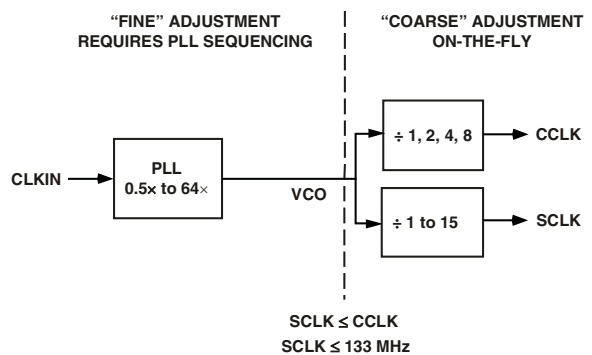 “FINE” ADJUSTMENT
REQUIRES PLL SEQUENCING
“COARSE” ADJUSTMENT
ON-THE-FLY
CLKIN
PLL
0.5x to 64×
VCO
÷ 1, 2, 4, 8
CCLK
÷ 1 to 15
SCLK
SCLK ≤ CCLK
SCLK ≤ 133 MHz